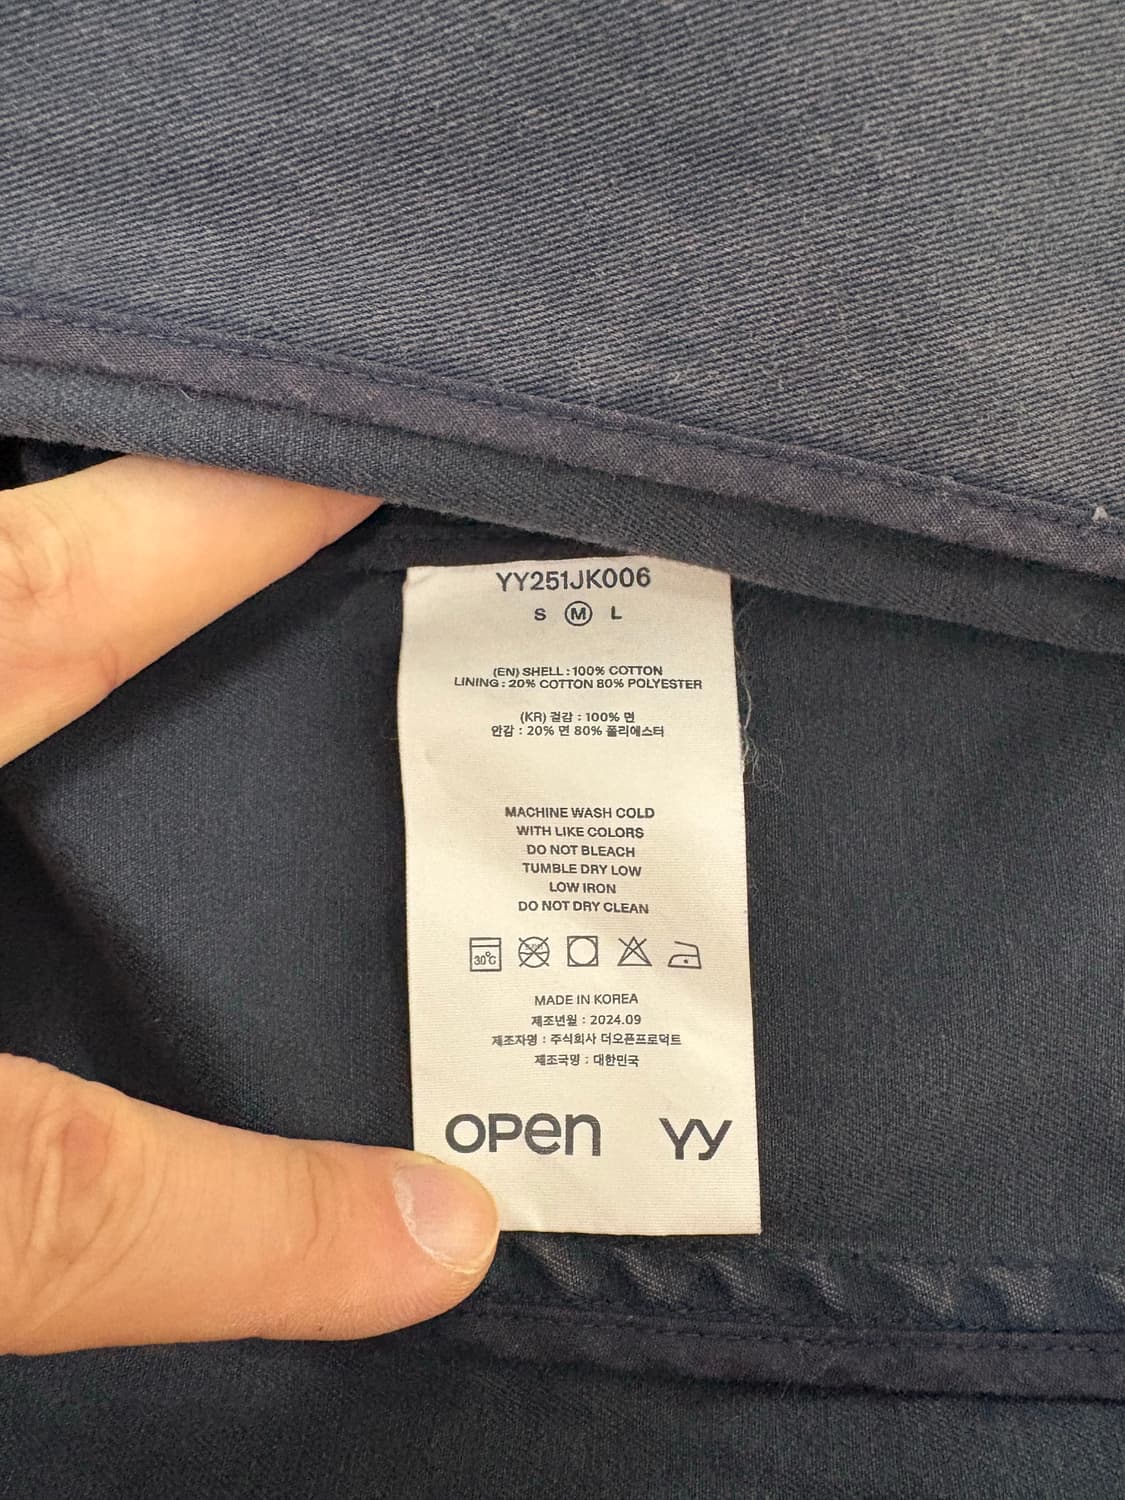 YY251JK006
S M L
(EN) SHELL : 100% COTTON
LINING : 20% COTTON 80% POLYESTER
(KR) 겉감 : 100% 면
안감 : 20% 면 80% 폴리에스터
MACHINE WASH COLD
WITH LIKE COLORS
DO NOT BLEACH
TUMBLE DRY LOW
LOW IRON
DO NOT DRY CLEAN
30℃
MADE IN KOREA
제조년월 : 2024.09
제조자명 : 주식회사 더오픈프로덕트
제조국명 : 대한민국
OPEN YY